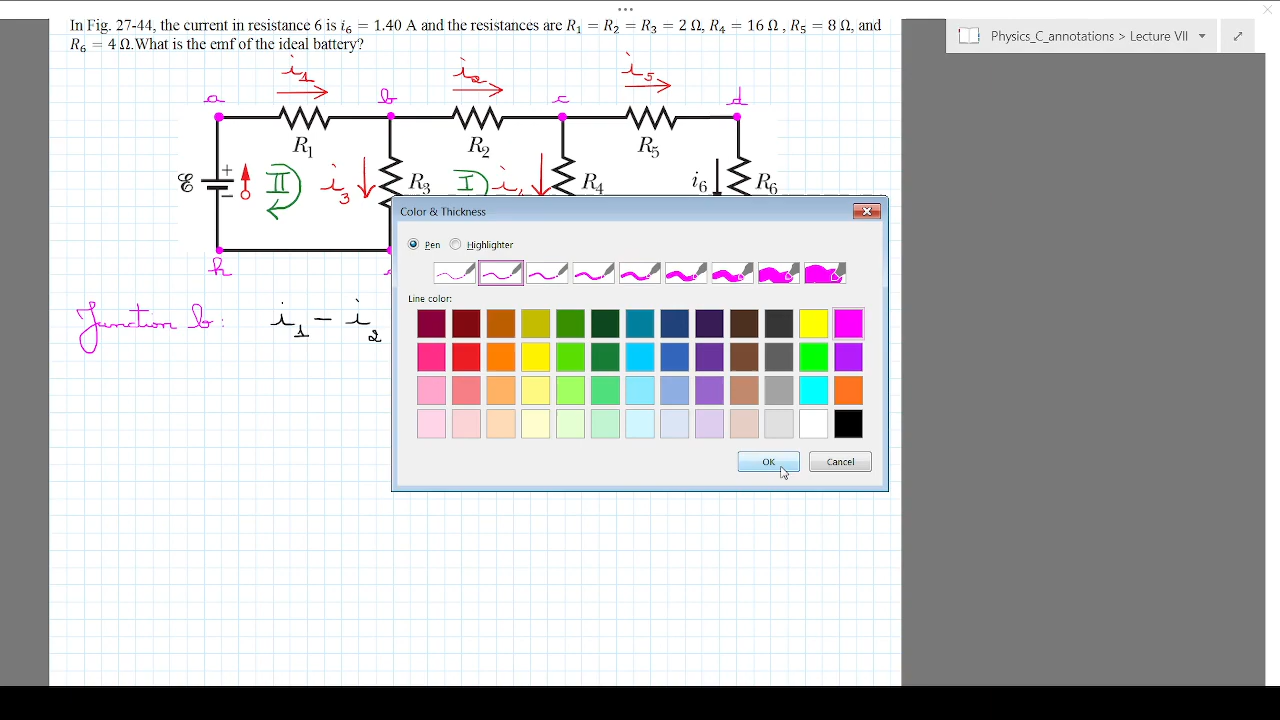 In Fig. 27-44, the current in resistance 6 is i₆ = 1.40 A and the resistances are R₁ = R₂ = R₃ = 2 Ω, R₄ = 16 Ω , R₅ = 8 Ω, and
R₆ = 4 Ω.What is the emf of the ideal battery?
Physics_C_annotations > Lecture VII
i₁ i₂ i₅
a b c d
R₁ R₂ R₅
ℰ + − II i₃ R₃ I R₄ i₆ R₆
h
Color & Thickness
Pen Highlighter
Line color:
Junction b: i₁ − i₂
OK Cancel